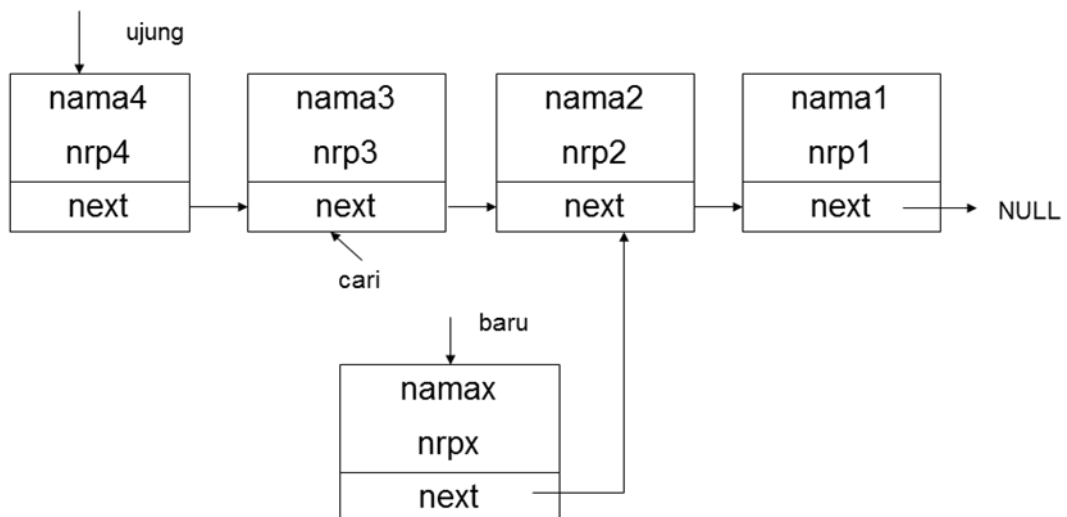 ujung
nama4
nrp4
next
nama3
nrp3
next
nama2
nrp2
next
nama1
nrp1
next
NULL
cari
baru
namax
nrpx
next